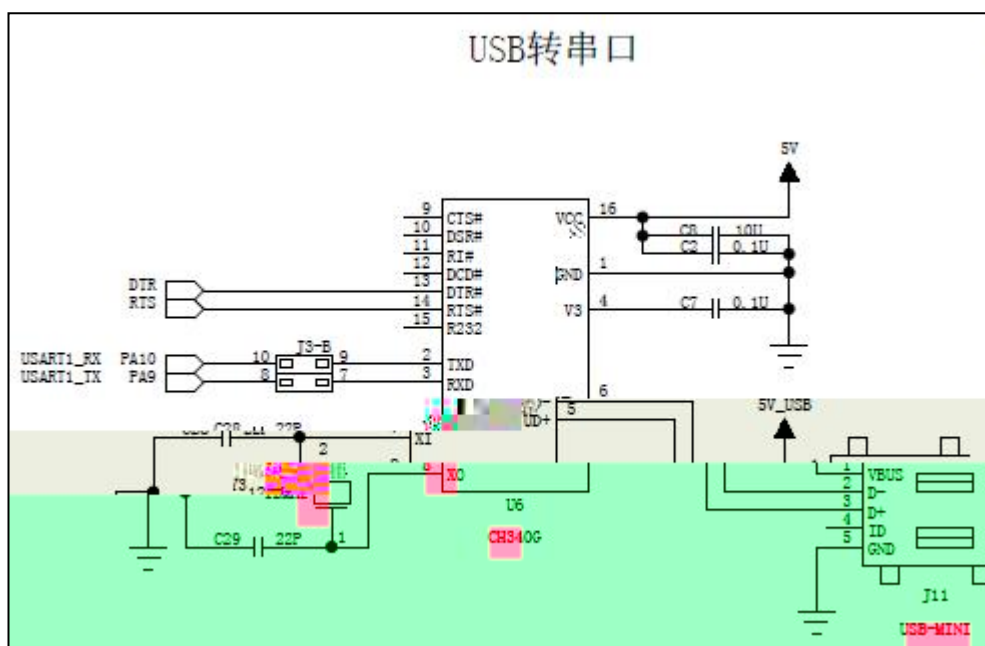 USB转串口
5V
9 CTS# VCC 16
10 DSR# C8 10U
11 RI# C2 0.1U
12 DCD# GND 1
DTR 13 DTR#
RTS 14 RTS# V3 4 C7 0.1U
15 R232
J3-B
USART1_RX PA10 10 9 2 TXD
USART1_TX PA9 8 7 3 RXD
6
UD+ 5 5V_USB
C28 22P XI
2
XO 1 VBUS
2 D-
U6 3 D+
4 ID
C29 22P 1 CH340G 5 GND
J11
USB-MINI